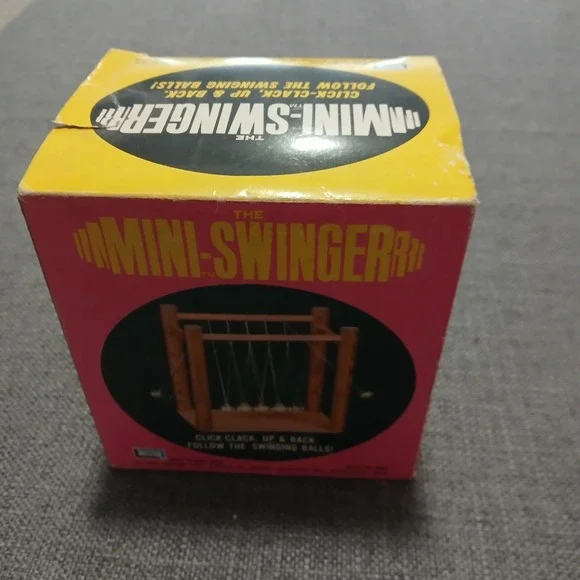 CLICK-CLACK, UP & BACK.
FOLLOW THE SWINGING BALLS!
THE
MINI-SWINGER
TM
THE
MINI-SWINGER
CLICK CLACK, UP & BACK
FOLLOW THE SWINGING BALLS!